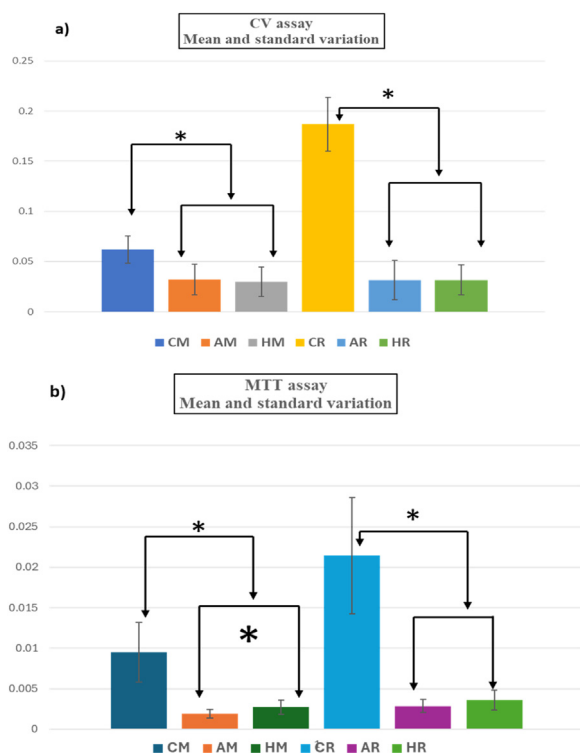 a)
CV assay
Mean and standard variation
0.25
0.2
*
*
0.15
0.1
0.05
0
CM AM HM CR AR HR
b)
MTT assay
Mean and standard variation
0.035
0.03
0.025
*
*
0.02
0.015
*
0.01
0.005
0
CM AM HM CR AR HR